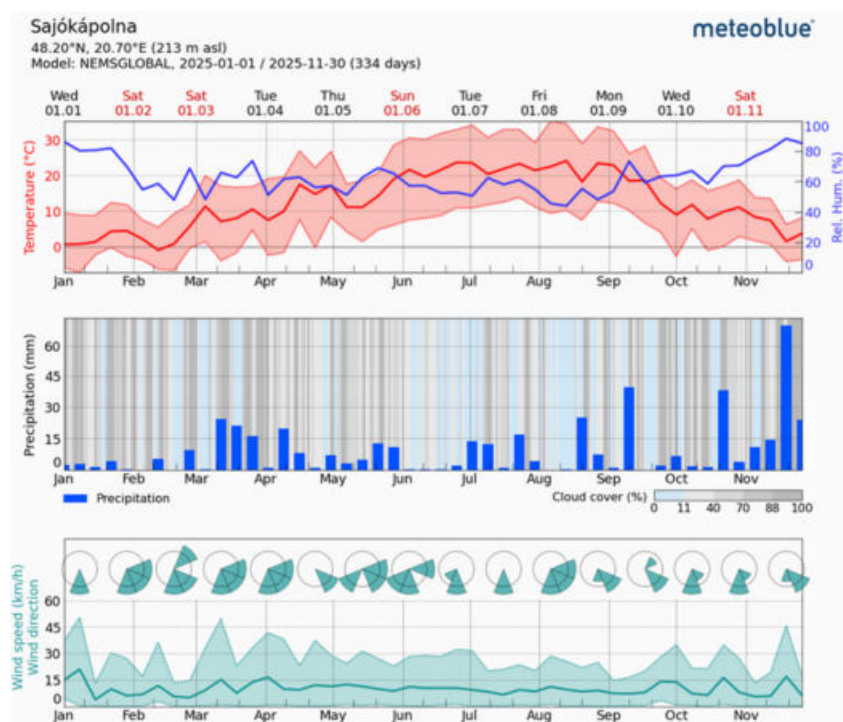 Sajókápolna
meteoblue
48.20°N, 20.70°E (213 m asl)
Model: NEMSGLOBAL, 2025-01-01 / 2025-11-30 (334 days)
Wed Sat Sat Tue Thu Sun Tue Fri Mon Wed Sat
01.01 01.02 01.03 01.04 01.05 01.06 01.07 01.08 01.09 01.10 01.11
Temperature (°C)
30
20
10
0
Rel. Hum. (%)
100
80
60
40
20
0
Jan Feb Mar Apr May Jun Jul Aug Sep Oct Nov
Precipitation (mm)
60
45
30
15
0
Jan Feb Mar Apr May Jun Jul Aug Sep Oct Nov
Precipitation
Cloud cover (%)
0 11 40 70 88 100
Wind speed (km/h)
Wind direction
60
45
30
15
0
Jan Feb Mar Apr May Jun Jul Aug Sep Oct Nov